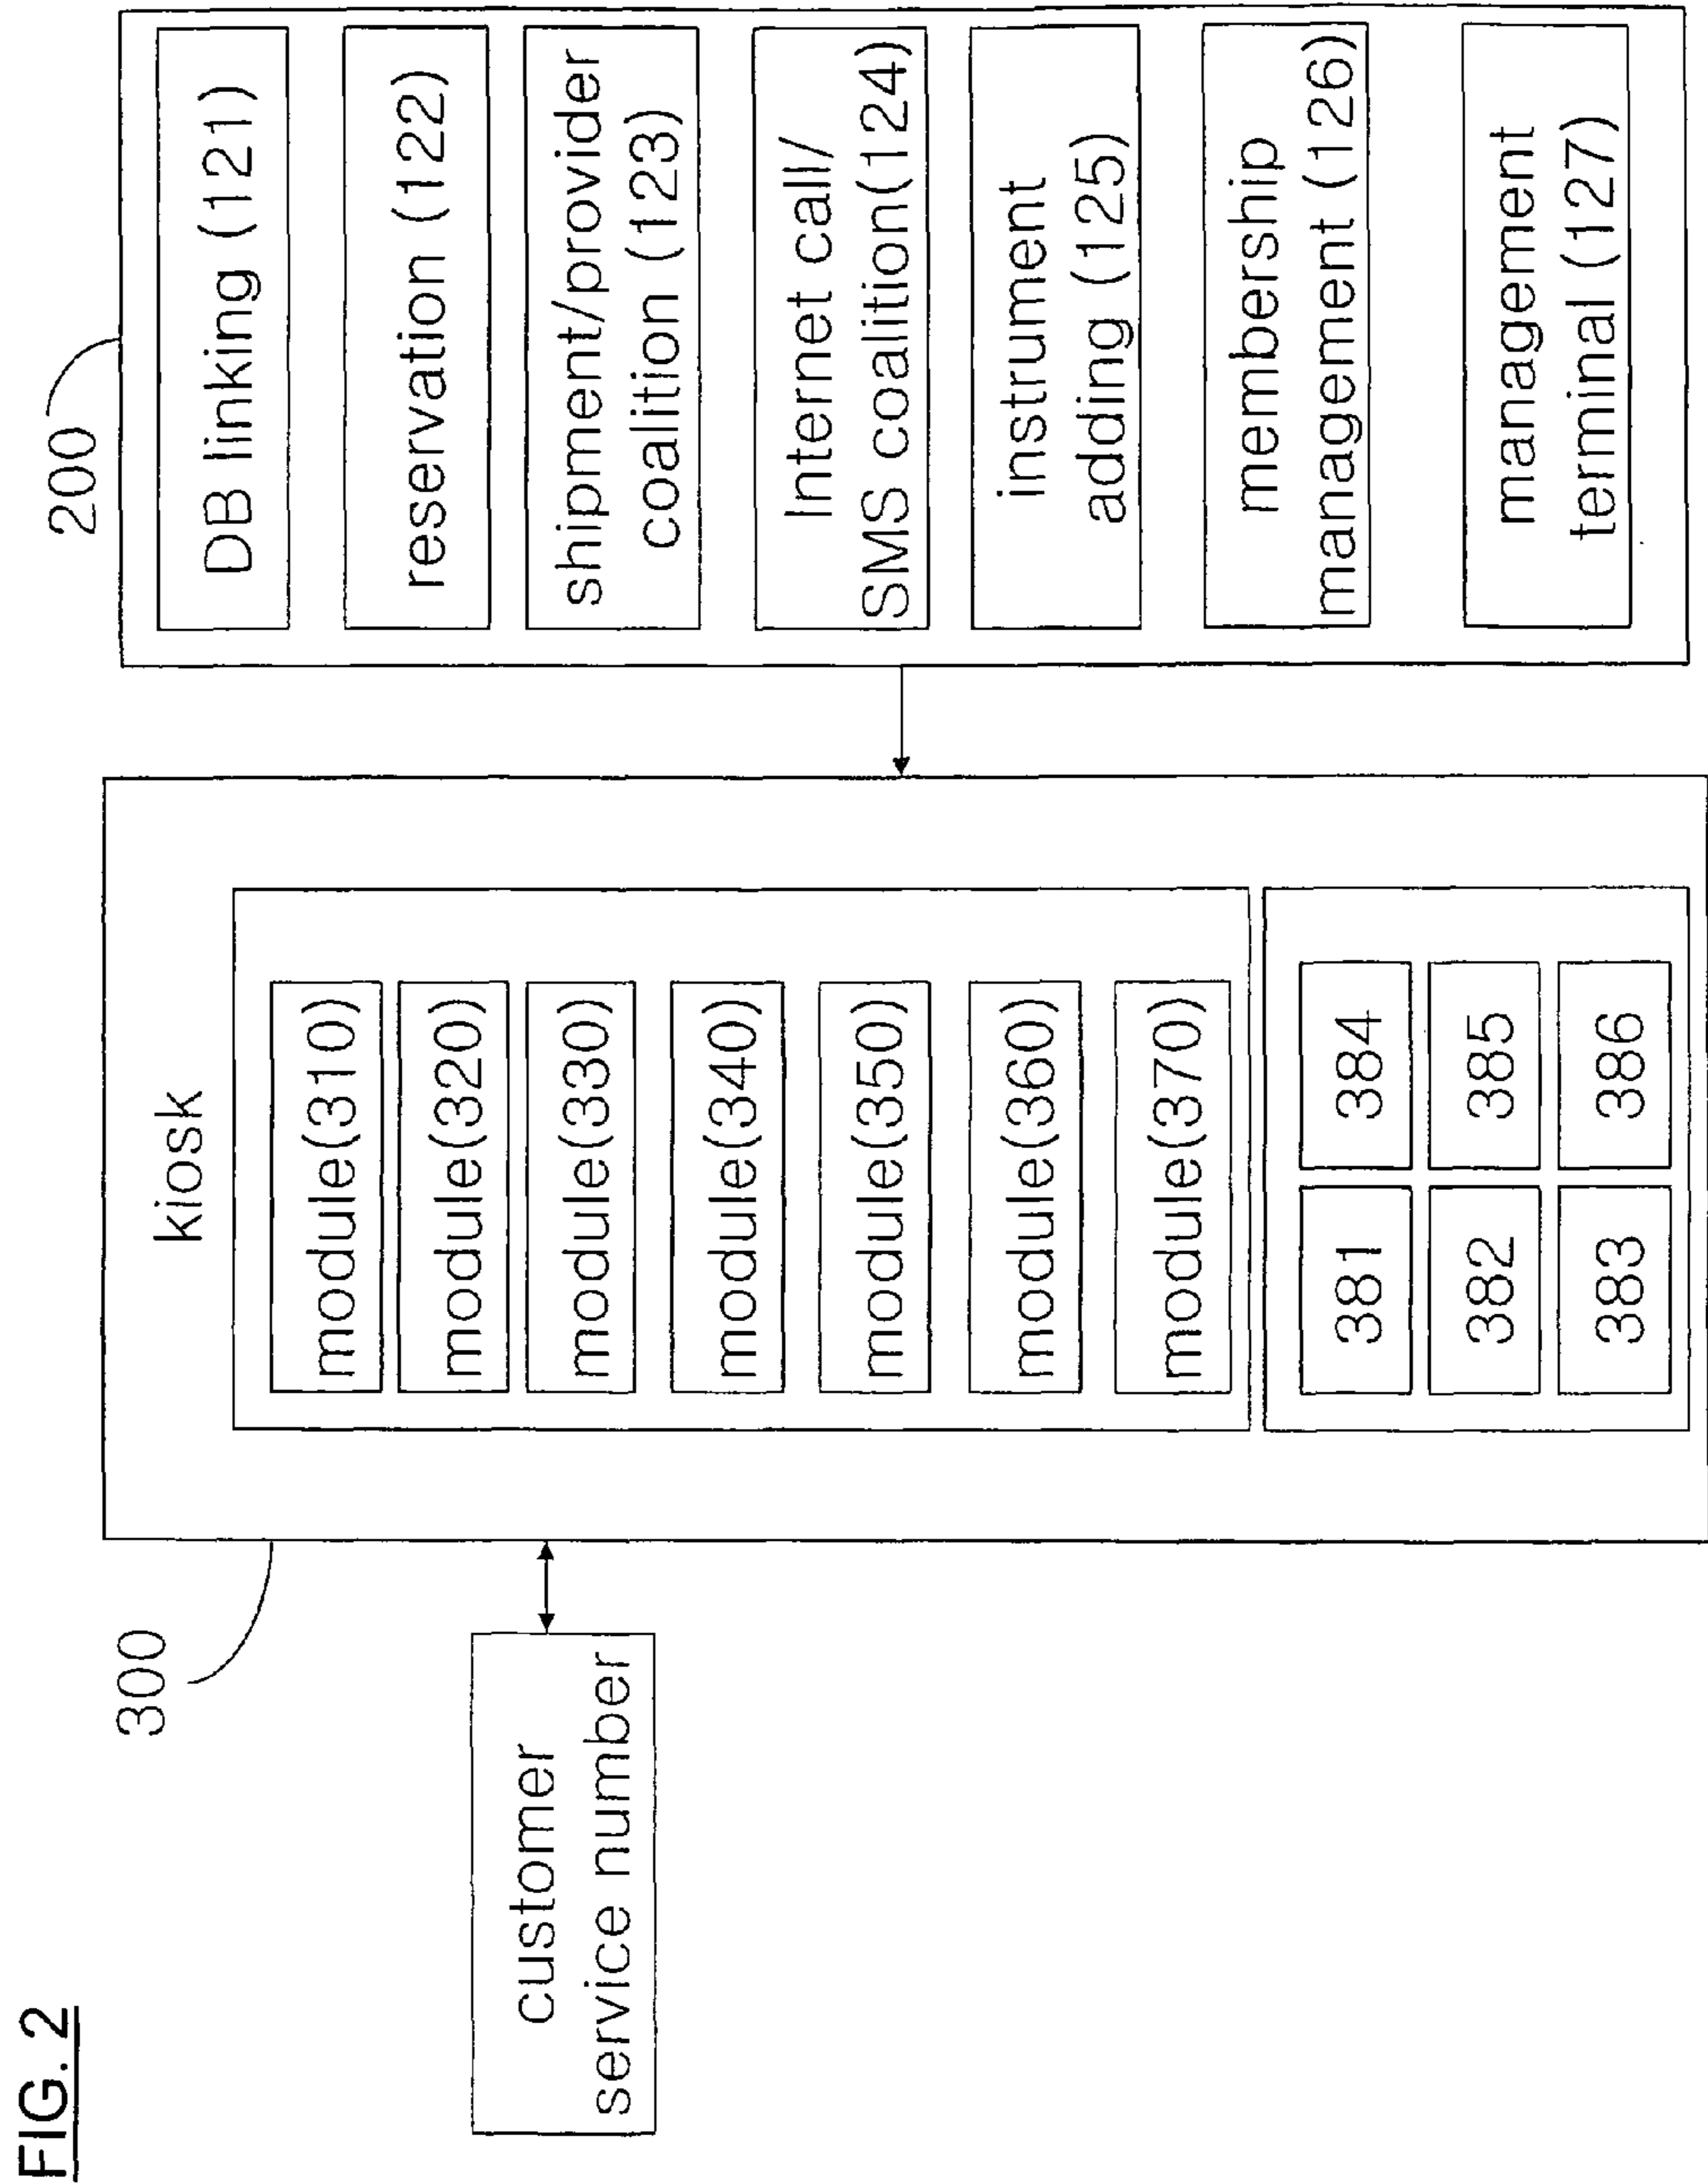 FIG. 2
300
200
customer
service number
kiosk
module(310)
module(320)
module(330)
module(340)
module(350)
module(360)
module(370)
381
384
382
385
383
386
DB linking (121)
reservation (122)
shipment/provider
coalition (123)
Internet call/
SMS coalition(124)
instrument
adding (125)
membership
management (126)
management
terminal (127)